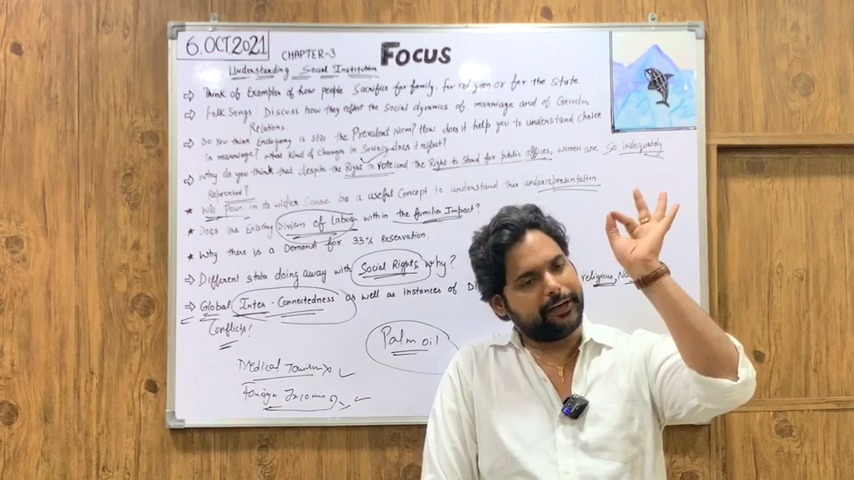 6.OCT2021
CHAPTER-3
FOCUS
Understanding Social Institution
⇒ Think of Examples of how people Sacrifice for family, for religion or for the State
⇒ Folk Songs: Discuss how they reflect the social dynamics of marriage and of Gender
Relations.
⇒ Do you think Endogamy is still the Prevalent Norm? How does it help you to understand choice
in marriage? What kind of changes in Society does it reflect?
⇒ Why do you think that despite the Right to vote and the Right to Stand for public offices, women are So
★ Will Power in its wider Sense be a useful Concept to understand this underrepresentation
★ Does the Existing Division of Labour within the familier Impact?
★ Why there is a Demand for 33% Reservation.
⇒ Different state doing away with Social Rights why?
⇒ Global Inter-Connectedness as well as instances of religious,
Conflicts!
Palm oil
Medical Tourism
Foreign Income